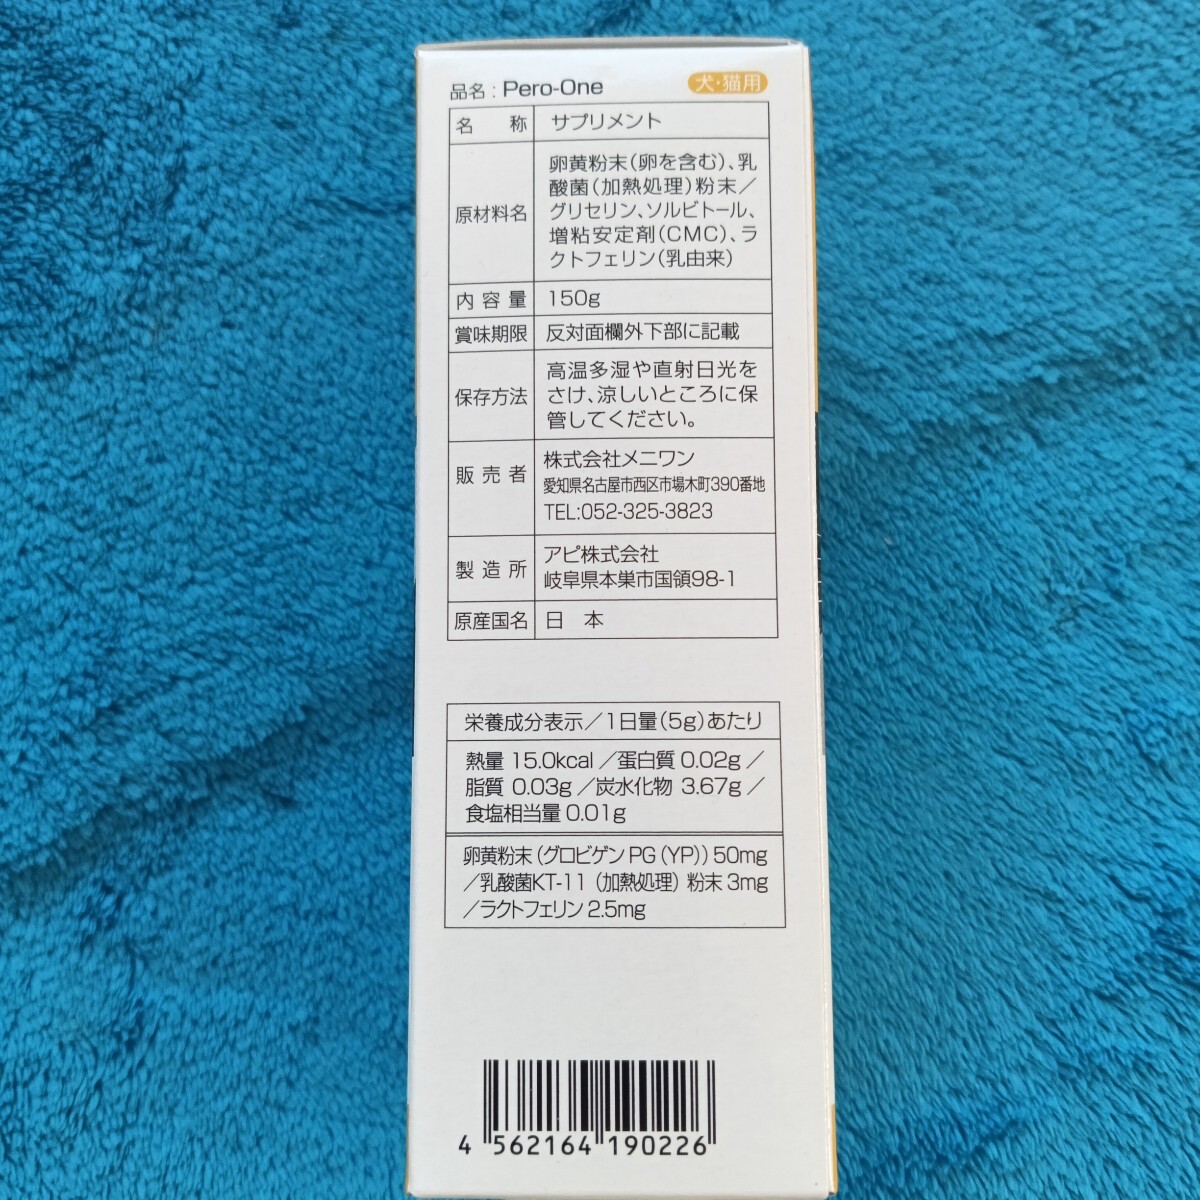 品名 : Pero-One 犬・猫用
名 称 サプリメント
原材料名
卵黄粉末(卵を含む)、乳
酸菌(加熱処理)粉末／
グリセリン、ソルビトール、
増粘安定剤(CMC)、ラ
クトフェリン(乳由来)
内容量 150g
賞味期限 反対面欄外下部に記載
保存方法
高温多湿や直射日光を
さけ、涼しいところに保
管してください。
販売者
株式会社メニワン
愛知県名古屋市西区市場木町390番地
TEL:052-325-3823
製造所
アピ株式会社
岐阜県本巣市国領98-1
原産国名 日 本
栄養成分表示／1日量(5g)あたり
熱量 15.0kcal ／蛋白質 0.02g ／
脂質 0.03g ／炭水化物 3.67g ／
食塩相当量 0.01g
卵黄粉末 (グロビゲン PG (YP)) 50mg
／乳酸菌KT-11 (加熱処理) 粉末 3mg
／ラクトフェリン 2.5mg
4 562164 190226